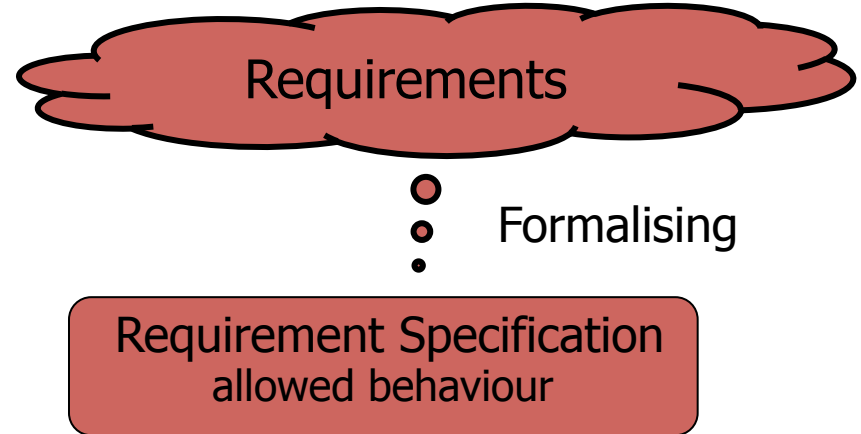 Requirements
Formalising
Requirement Specification
allowed behaviour